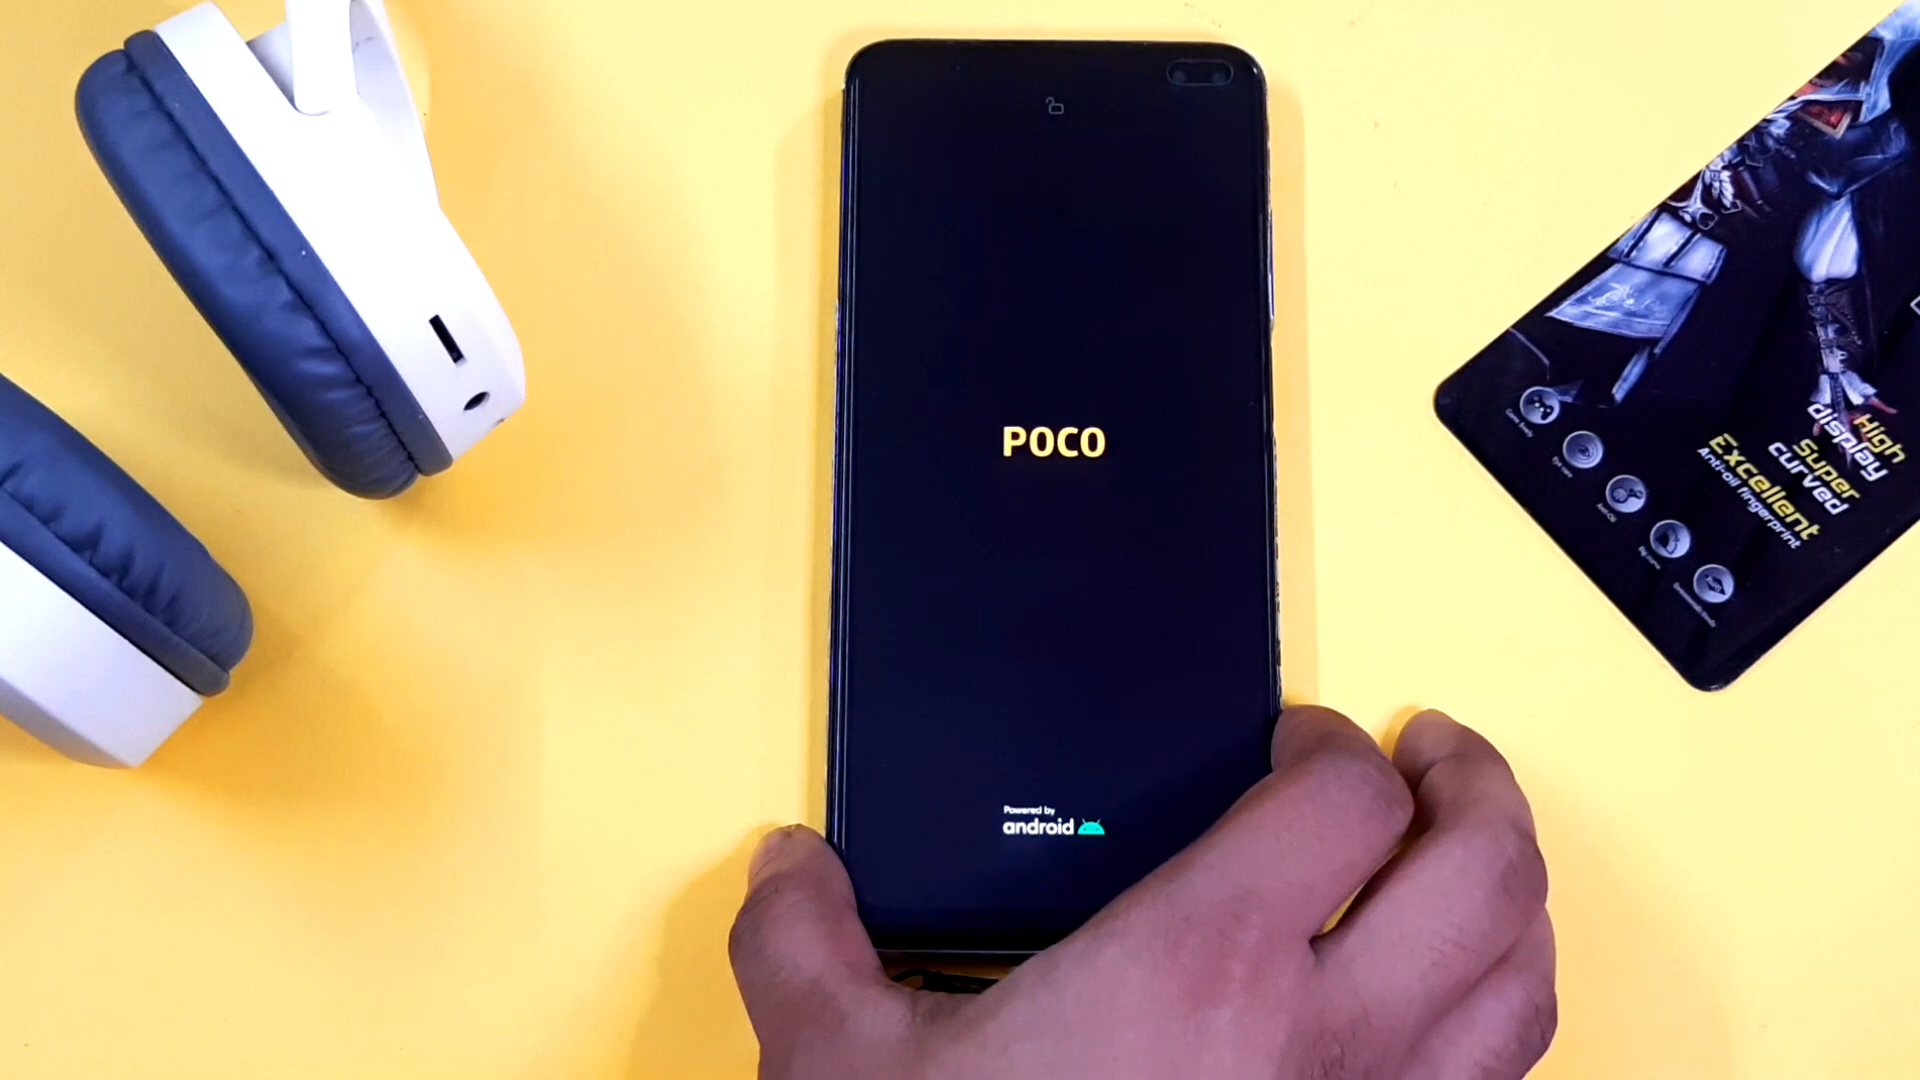 POCO
Powered by
android
High
display
Super
curved
Excellent
Anti-oil fingerprint